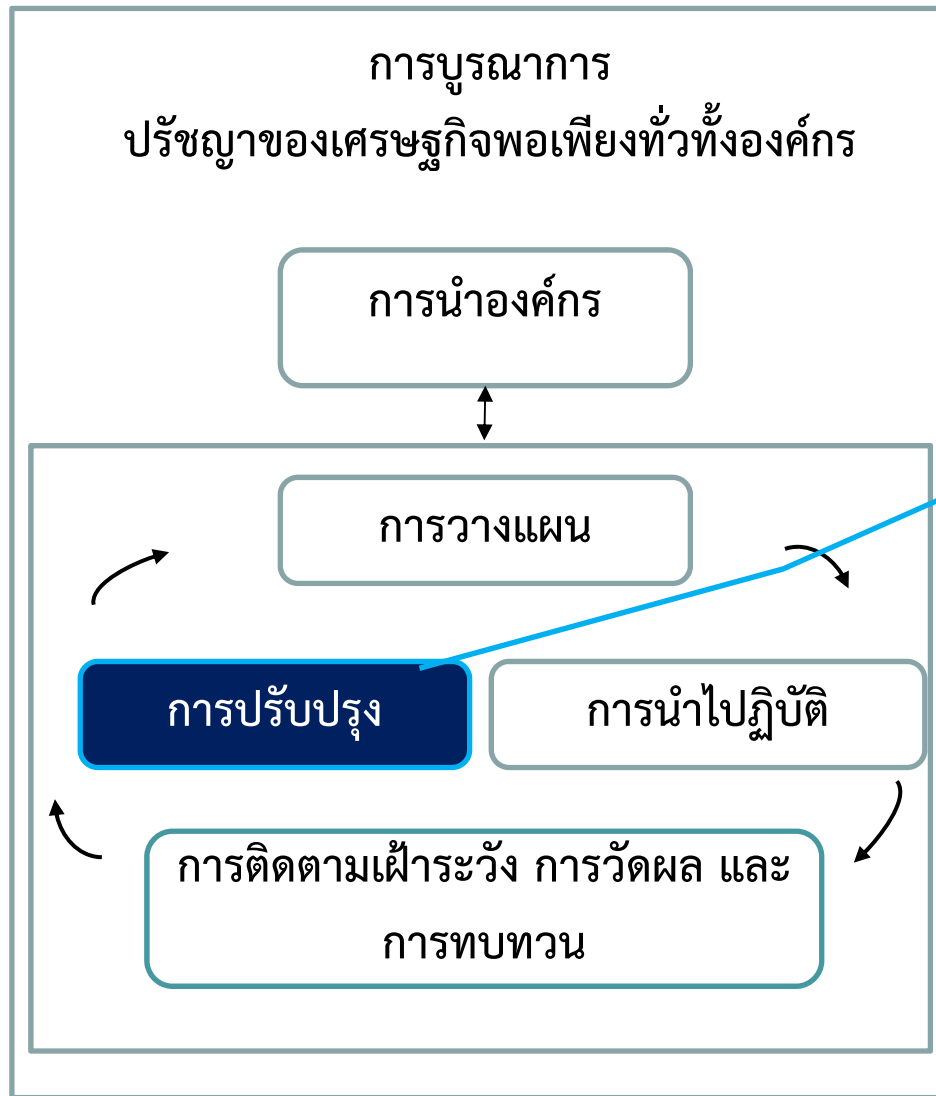 การบูรณาการ
ปรัชญาของเศรษฐกิจพอเพียงทั่วทั้งองค์กร
การนำองค์กร
การวางแผน
การปรับปรุง
การนำไปฏิบัติ
การติดตามเฝ้าระวัง การวัดผล และ
การทบทวน